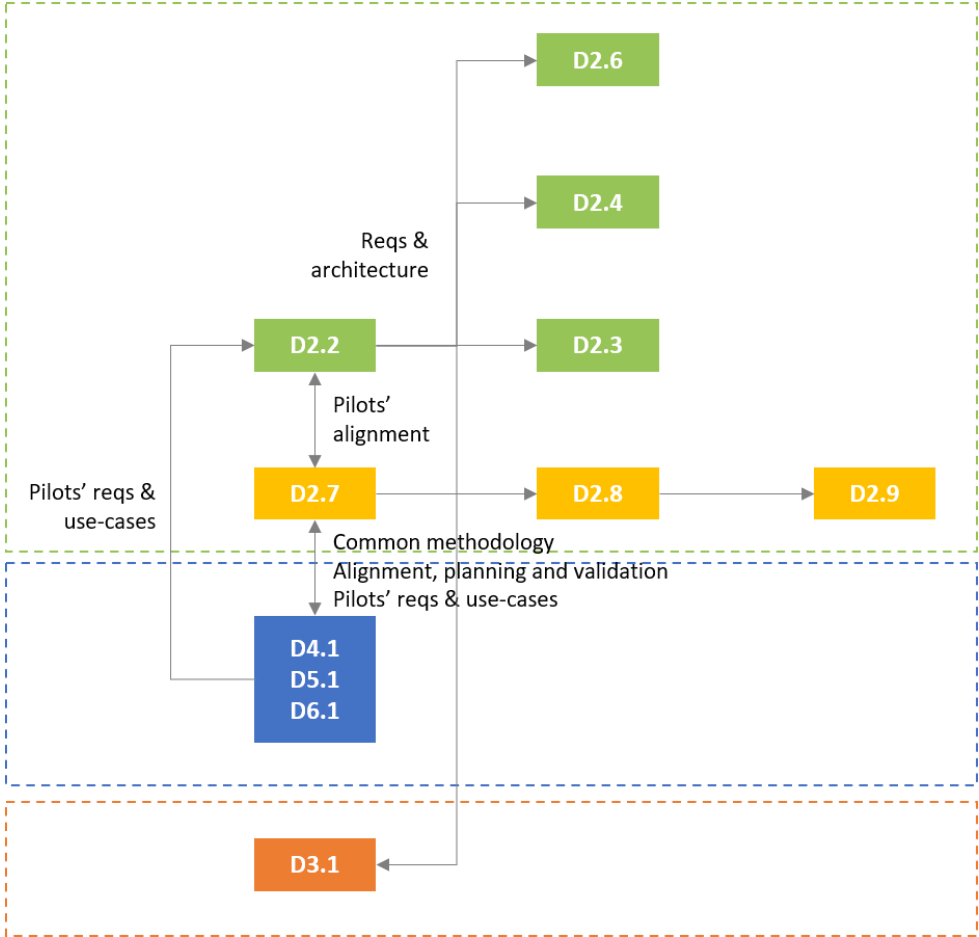 D2.6
D2.4
Reqs &
architecture
D2.2
D2.3
Pilots'
alignment
Pilots' reqs &
use-cases
D2.7
D2.8
D2.9
Common methodology
Alignment, planning and validation
Pilots' reqs & use-cases
D4.1
D5.1
D6.1
D3.1